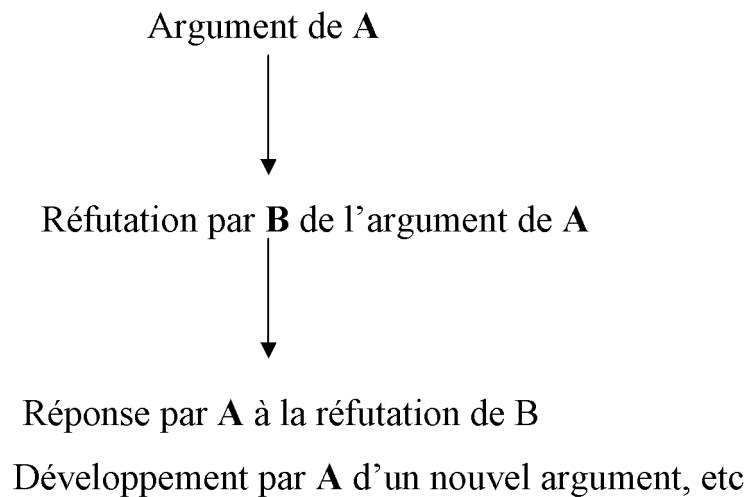 Argument de A
Réfutation par B de l’argument de A
Réponse par A à la réfutation de B
Développement par A d’un nouvel argument, etc